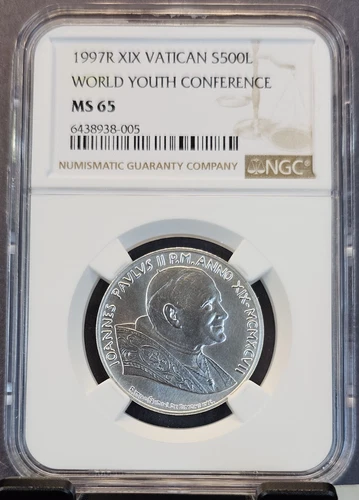 1997R XIX VATICAN S500L
WORLD YOUTH CONFERENCE
MS 65
6438938-005
NUMISMATIC GUARANTY COMPANY
NGC®
JOANNES PAVLVS II P.M. ANNO XIX • MCMXCVII